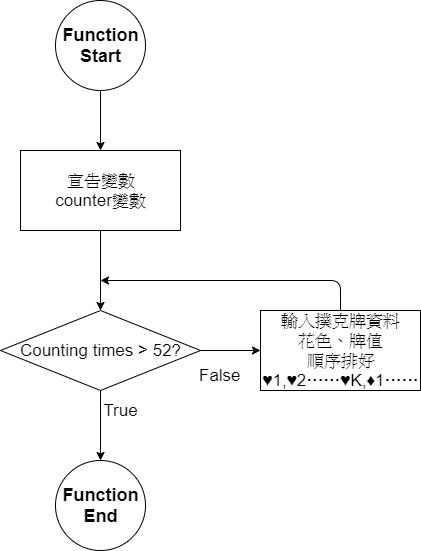 Function
Start
宣告變數
counter變數
Counting times > 52?
False
輸入撲克牌資料
花色、牌值
順序排好
♥1,♥2⋯⋯♥K,♦1⋯⋯
True
Function
End